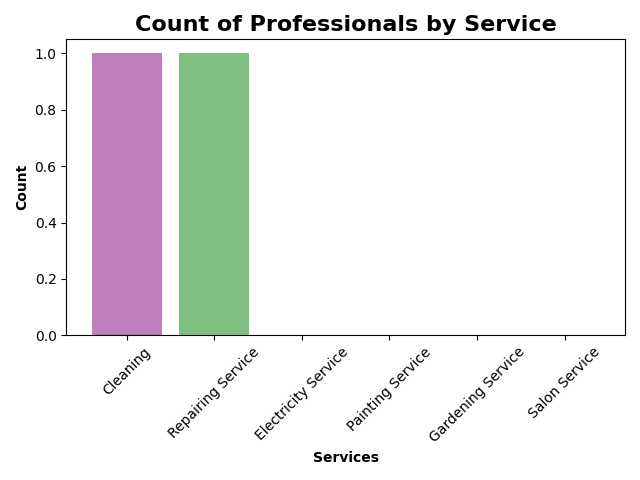 Count of Professionals by Service
Count
1.0
0.8
0.6
0.4
0.2
0.0
Cleaning
Repairing Service
Electricity Service
Painting Service
Gardening Service
Salon Service
Services